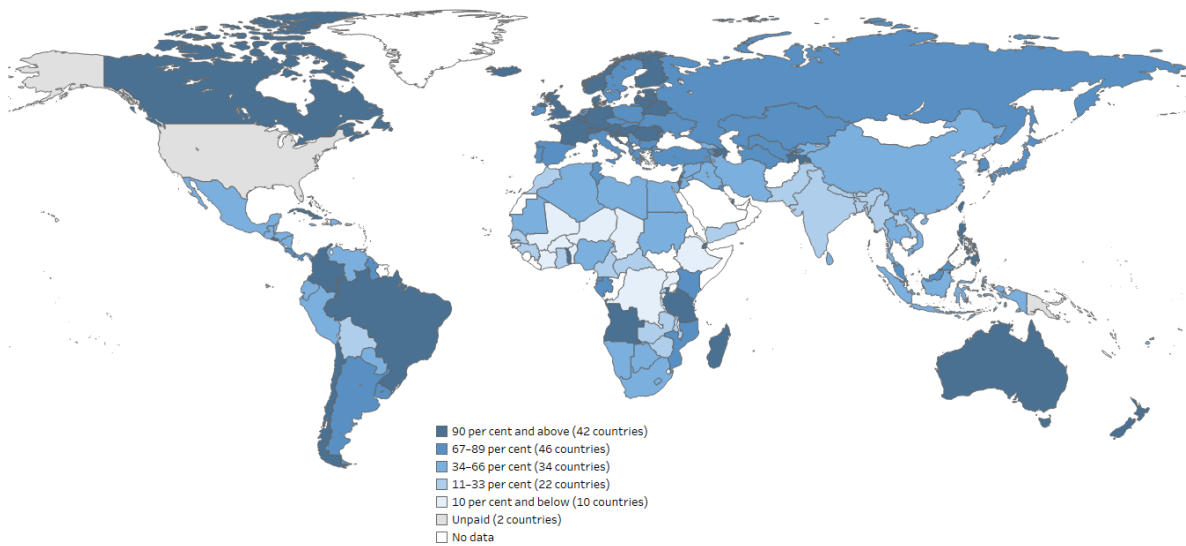 90 per cent and above (42 countries)
67–89 per cent (46 countries)
34–66 per cent (34 countries)
11–33 per cent (22 countries)
10 per cent and below (10 countries)
Unpaid (2 countries)
No data